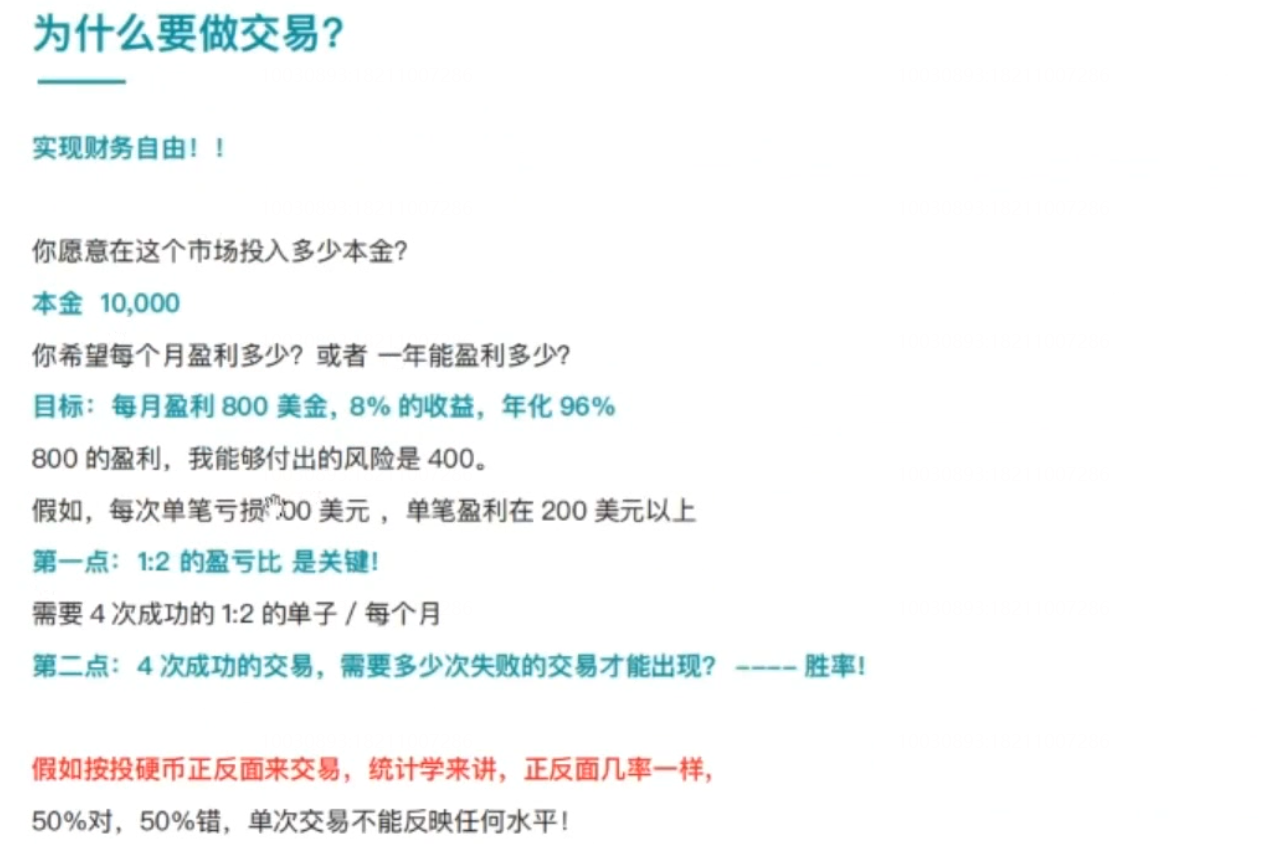 为什么要做交易？
实现财务自由！！
你愿意在这个市场投入多少本金？
本金 10,000
你希望每个月盈利多少？或者 一年能盈利多少？
目标：每月盈利 800 美金，8% 的收益，年化 96%
800 的盈利，我能够付出的风险是 400。
假如，每次单笔亏损 00 美元 ，单笔盈利在 200 美元以上
第一点：1:2 的盈亏比 是关键！
需要 4 次成功的 1:2 的单子 / 每个月
第二点：4 次成功的交易，需要多少次失败的交易才能出现？ ---- 胜率！
假如按投硬币正反面来交易，统计学来讲，正反面几率一样，
50%对，50%错，单次交易不能反映任何水平！